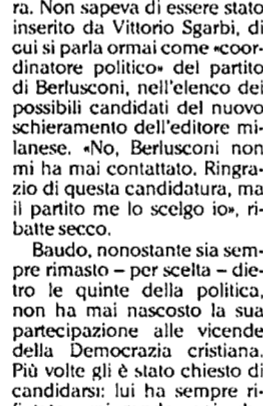 ra. Non sapeva di essere stato
inserito da Vittorio Sgarbi, di
cui si parla ormai come «coor-
dinatore politico» del partito
di Berlusconi, nell'elenco dei
possibili candidati del nuovo
schieramento dell'editore mi-
lanese. «No, Berlusconi non
mi ha mai contattato. Ringra-
zio di questa candidatura, ma
il partito me lo scelgo io», ri-
batte secco.
Baudo, nonostante sia sem-
pre rimasto – per scelta – die-
tro le quinte della politica,
non ha mai nascosto la sua
partecipazione alle vicende
della Democrazia cristiana.
Più volte gli è stato chiesto di
candidarsi: lui ha sempre ri-